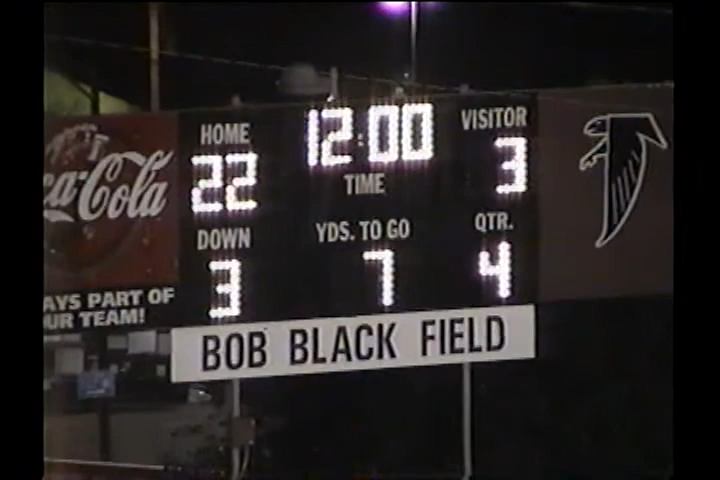 HOME 12:00 VISITOR
22 TIME 3
DOWN YDS. TO GO QTR.
3 7 4
BOB BLACK FIELD
ca-Cola
AYS PART OF
UR TEAM!